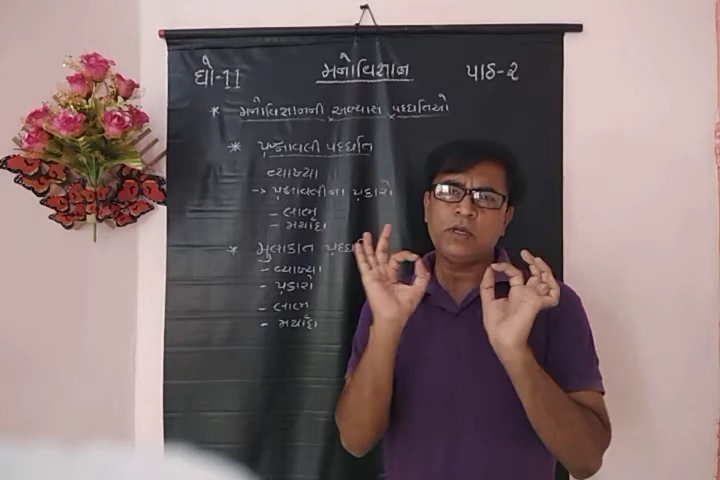 ધો-11 મનોવિજ્ઞાન પાઠ-૨
* મનોવિજ્ઞાનની અભ્યાસ પદ્ધતિઓ
* પ્રશ્નાવલી પદ્ધતિ
વ્યાખ્યા
-> પ્રશ્નાવલીના પ્રકારો
- લાભ
- મર્યાદા
* મુલાકાત
- વ્યાખ્યા
- પ્રકારો
- લાભ
- મર્યાદા